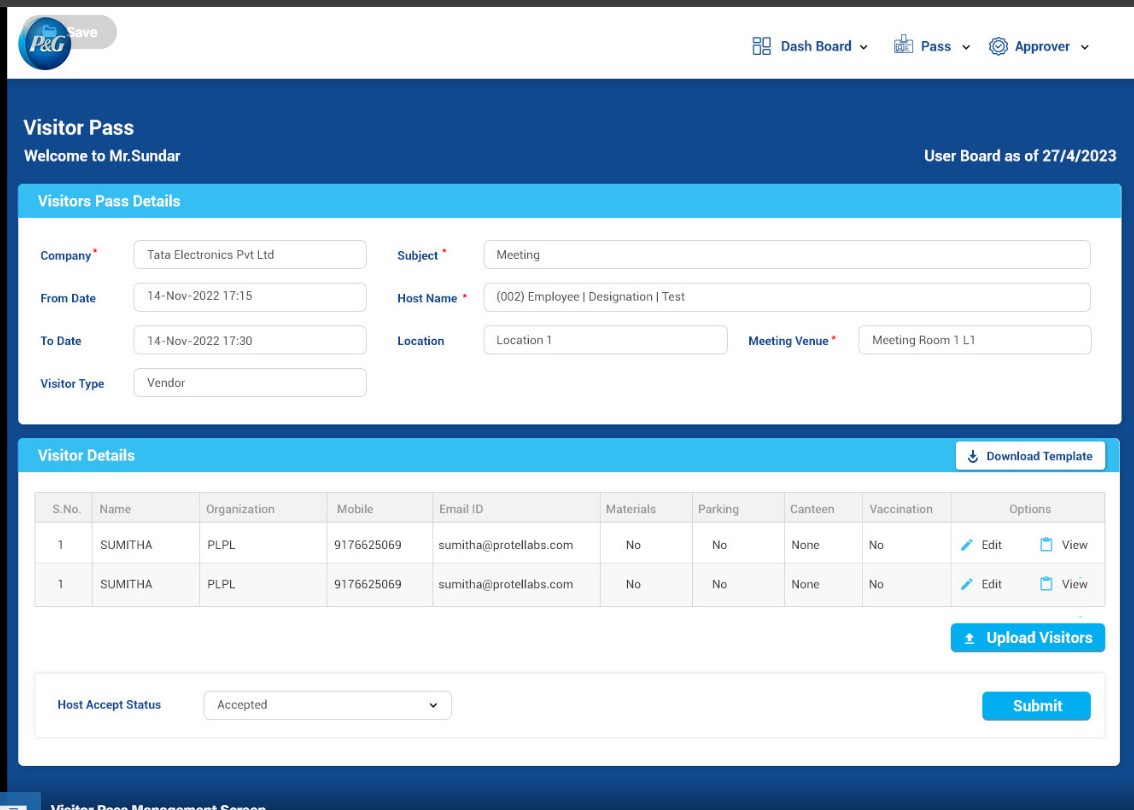 P&G
Save
Dash Board
Pass
Approver
Visitor Pass
Welcome to Mr.Sundar
User Board as of 27/4/2023
Visitors Pass Details
Company* Tata Electronics Pvt Ltd Subject * Meeting
From Date 14-Nov-2022 17:15 Host Name * (002) Employee | Designation | Test
To Date 14-Nov-2022 17:30 Location Location 1 Meeting Venue* Meeting Room 1 L1
Visitor Type Vendor
Visitor Details
Download Template
S.No. Name Organization Mobile Email ID Materials Parking Canteen Vaccination Options
1 SUMITHA PLPL 9176625069 sumitha@protellabs.com No No None No Edit View
1 SUMITHA PLPL 9176625069 sumitha@protellabs.com No No None No Edit View
Upload Visitors
Host Accept Status Accepted Submit
Visitor Pass Management Screen